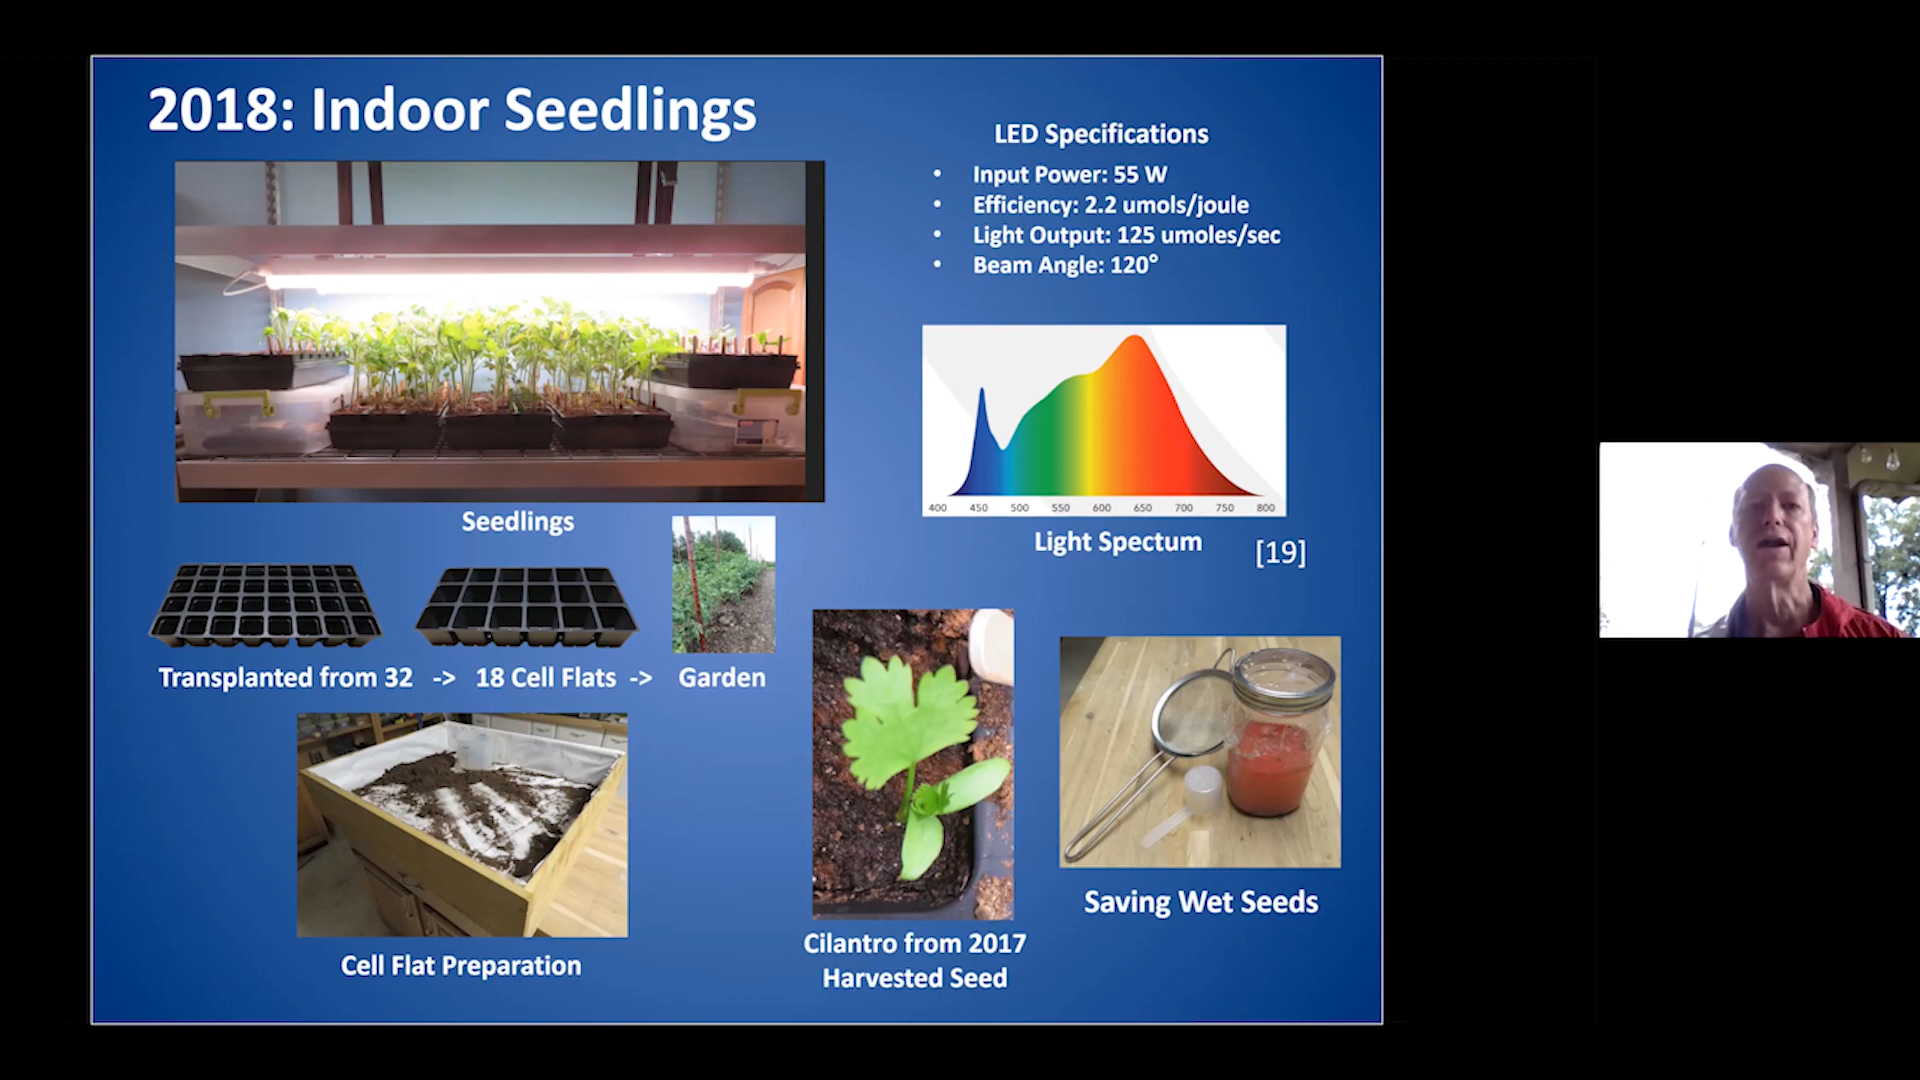 2018: Indoor Seedlings
LED Specifications
• Input Power: 55 W
• Efficiency: 2.2 umols/joule
• Light Output: 125 umoles/sec
• Beam Angle: 120°
400 450 500 550 600 650 700 750 800
Light Spectum
[19]
Seedlings
Transplanted from 32 -> 18 Cell Flats -> Garden
Cell Flat Preparation
Cilantro from 2017
Harvested Seed
Saving Wet Seeds